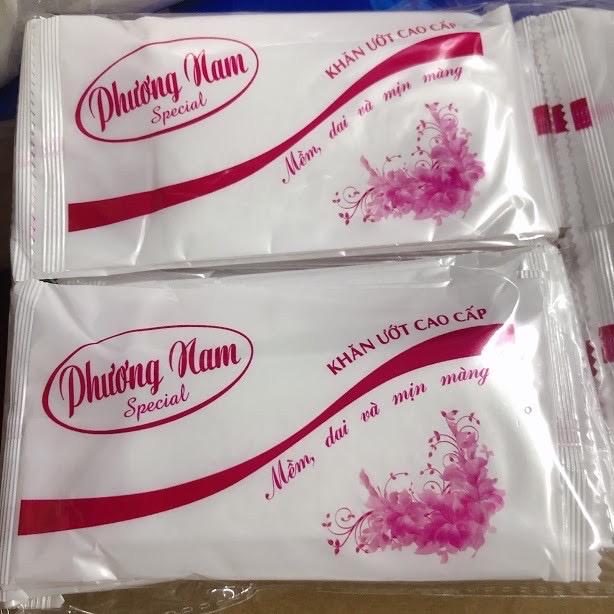 Phương Nam
Special
KHĂN ƯỚT CAO CẤP
Mềm, dai và mịn màng
Phương Nam
Special
KHĂN ƯỚT CAO CẤP
Mềm, dai và mịn màng